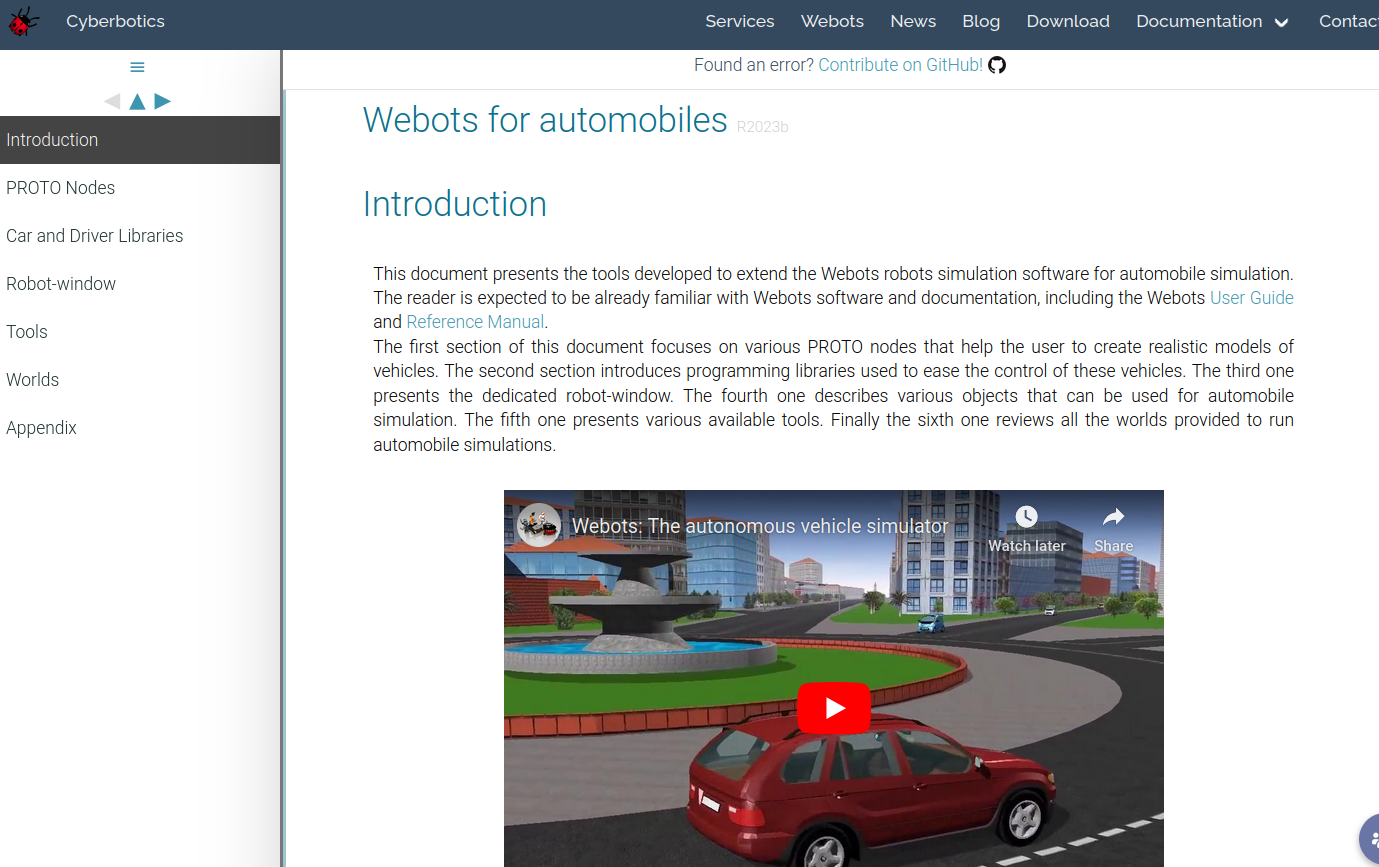 Cyberbotics
Services Webots News Blog Download Documentation Contac
Found an error? Contribute on GitHub!
Introduction
PROTO Nodes
Car and Driver Libraries
Robot-window
Tools
Worlds
Appendix
Webots for automobiles R2023b
Introduction
This document presents the tools developed to extend the Webots robots simulation software for automobile simulation.
The reader is expected to be already familiar with Webots software and documentation, including the Webots User Guide
and Reference Manual.
The first section of this document focuses on various PROTO nodes that help the user to create realistic models of
vehicles. The second section introduces programming libraries used to ease the control of these vehicles. The third one
presents the dedicated robot-window. The fourth one describes various objects that can be used for automobile
simulation. The fifth one presents various available tools. Finally the sixth one reviews all the worlds provided to run
automobile simulations.
Webots: The autonomous vehicle simulator
Watch later Share